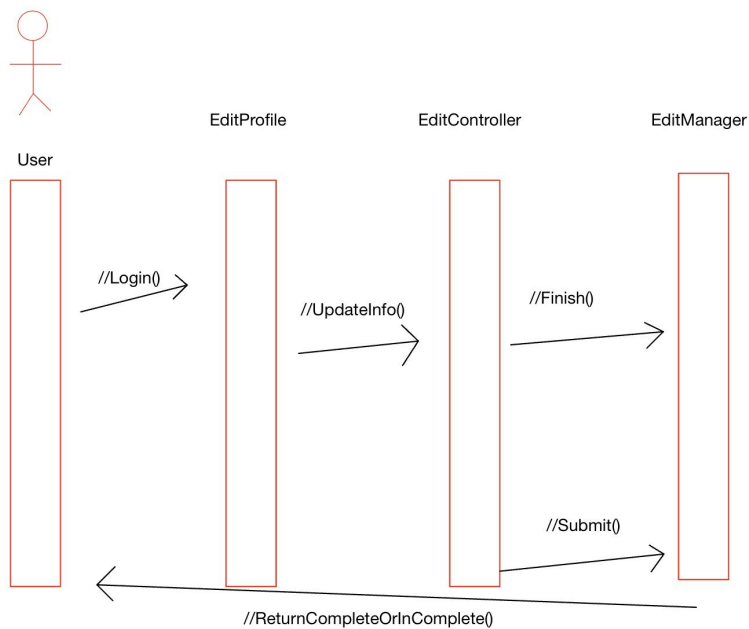 EditProfile
EditController
EditManager
User
//Login()
//UpdateInfo()
//Finish()
//Submit()
//ReturnCompleteOrInComplete()